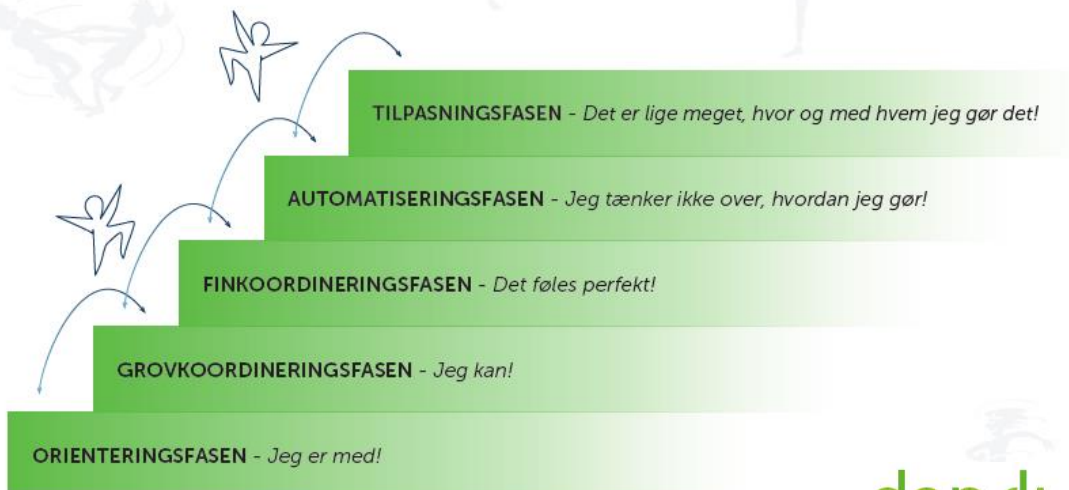 TILPASNINGSFASEN - Det er lige meget, hvor og med hvem jeg gør det!
AUTOMATISERINGSFASEN - Jeg tænker ikke over, hvordan jeg gør!
FINKOORDINERINGSFASEN - Det føles perfekt!
GROVKOORDINERINGSFASEN - Jeg kan!
ORIENTERINGSFASEN - Jeg er med!